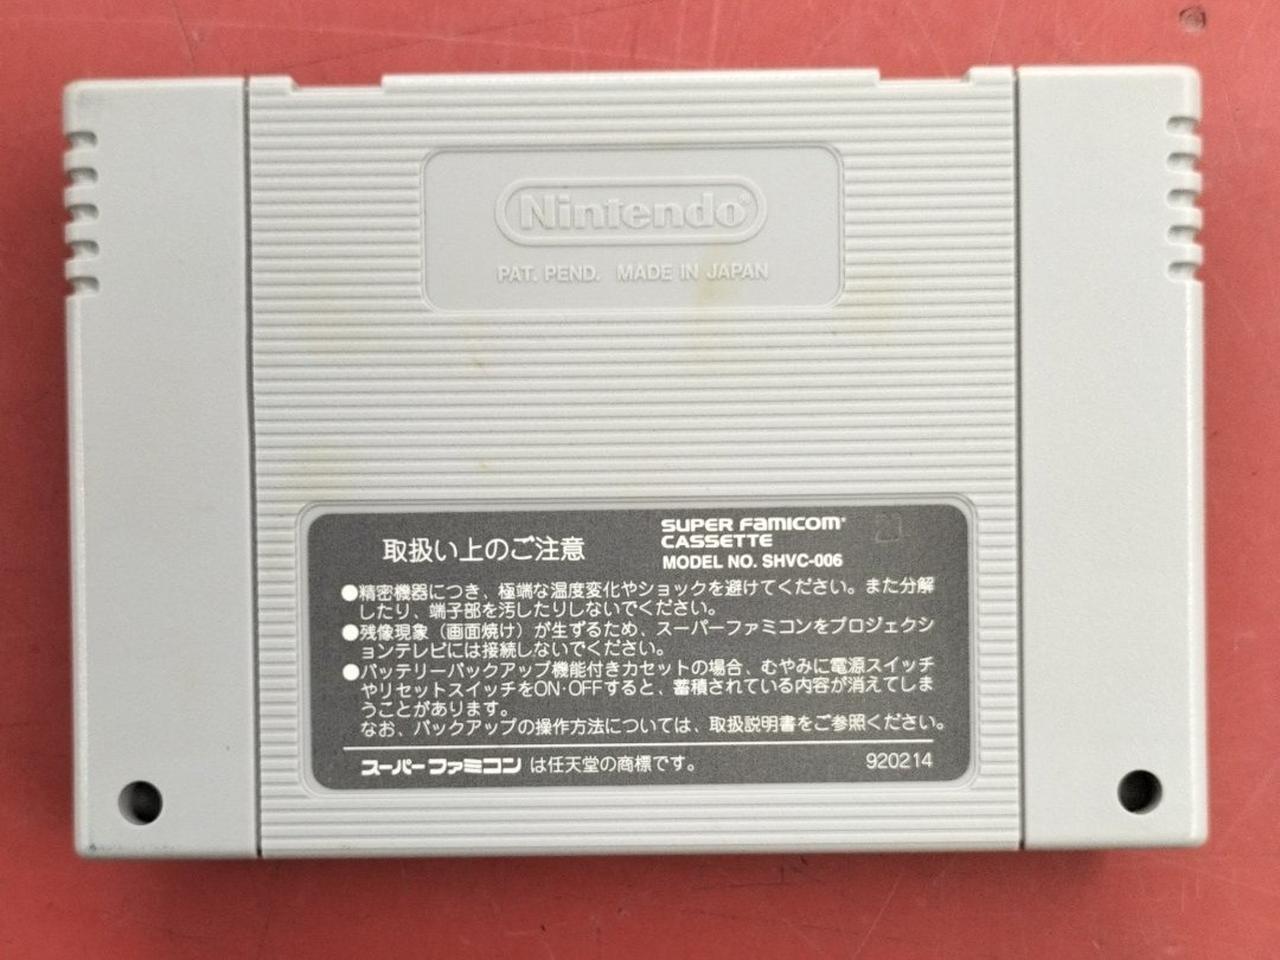 Nintendo
PAT. PEND. MADE IN JAPAN
取扱い上のご注意
SUPER FAMICOM
CASSETTE
MODEL NO. SHVC-006
●精密機器につき、極端な温度変化やショックを避けてください。また分解
したり、端子部を汚したりしないでください。
●残像現象（画面焼け）が生ずるため、スーパーファミコンをプロジェクシ
ョンテレビには接続しないでください。
●バッテリーバックアップ機能付きカセットの場合、むやみに電源スイッチ
やリセットスイッチをON・OFFすると、蓄積されている内容が消えてしま
うことがあります。
なお、バックアップの操作方法については、取扱説明書をご参照ください。
スーパーファミコン は任天堂の商標です。 920214